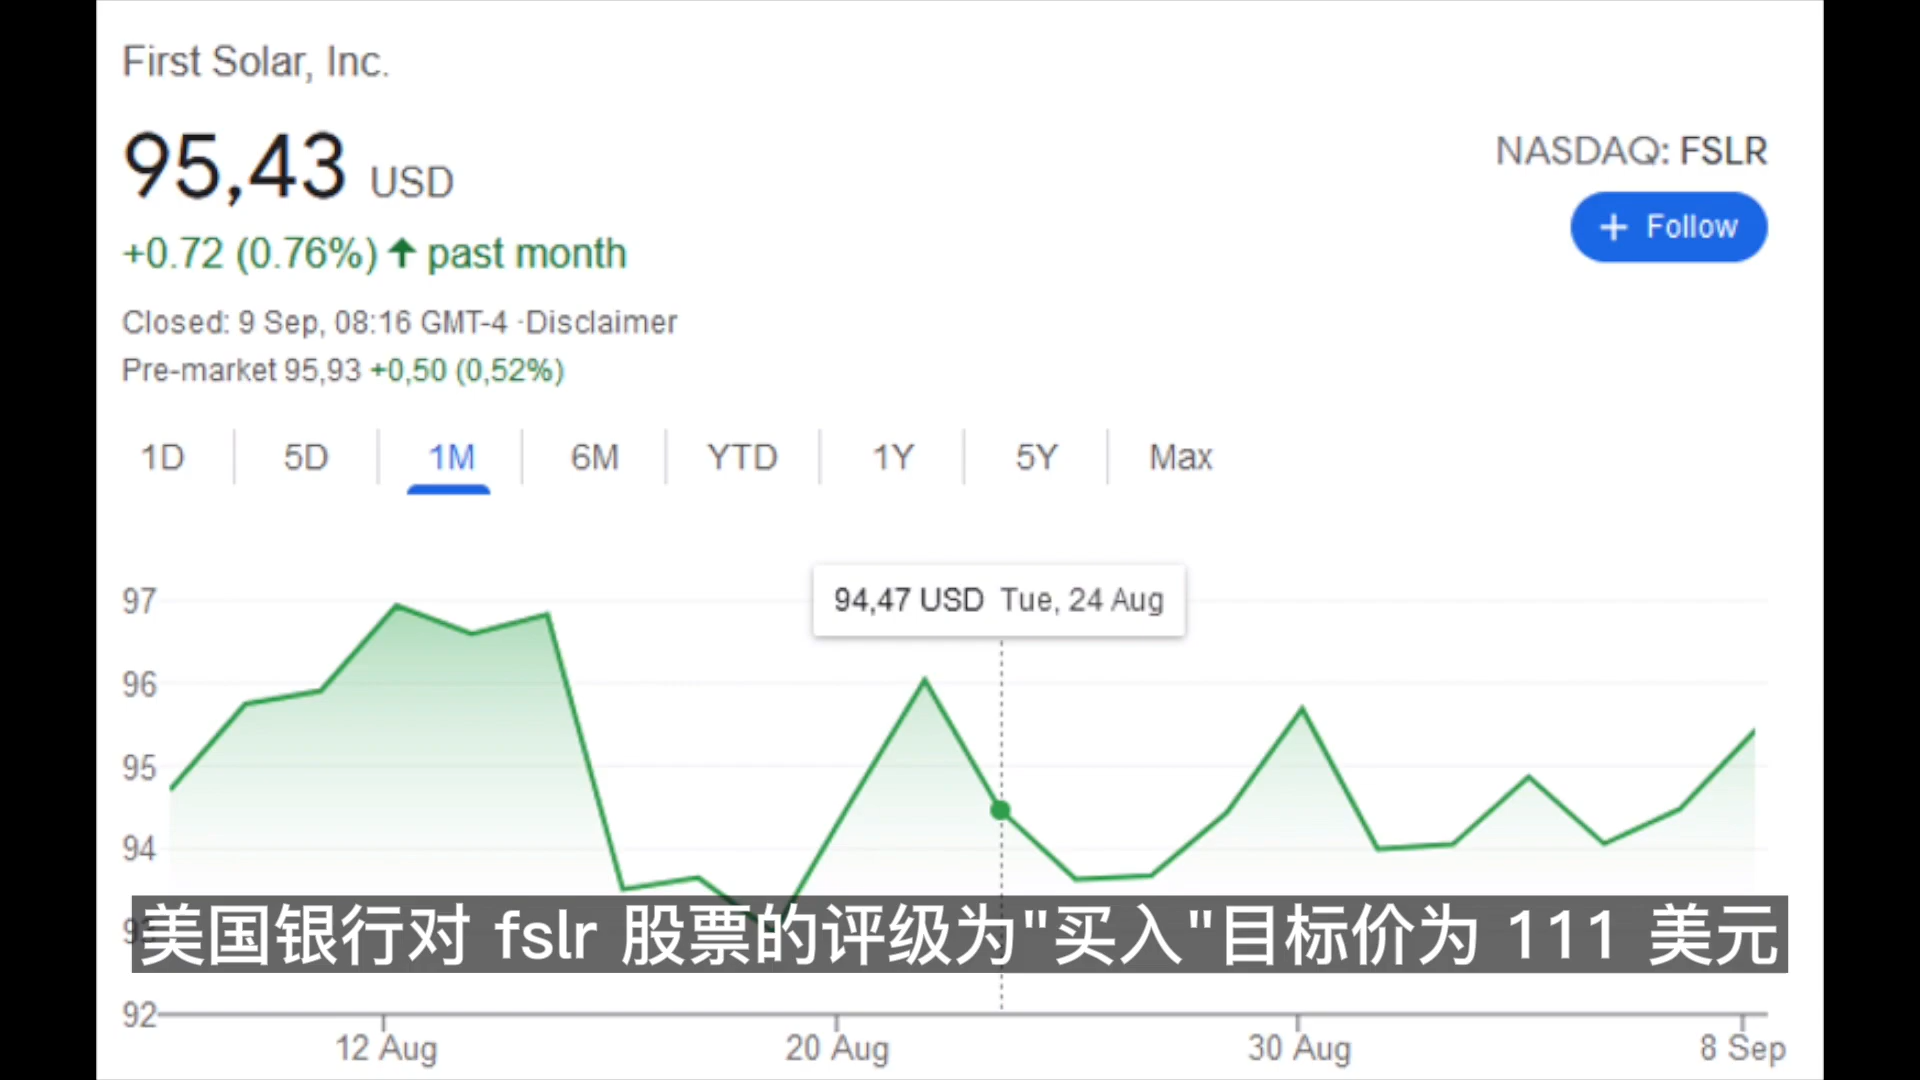 First Solar, Inc.
95,43 USD
NASDAQ: FSLR
+ Follow
+0.72 (0.76%) ↑ past month
Closed: 9 Sep, 08:16 GMT-4 ·Disclaimer
Pre-market 95,93 +0,50 (0,52%)
1D 5D 1M 6M YTD 1Y 5Y Max
94,47 USD Tue, 24 Aug
97
96
95
94
93
美国银行对 fslr 股票的评级为"买入"目标价为 111 美元
92
12 Aug 20 Aug 30 Aug 8 Sep